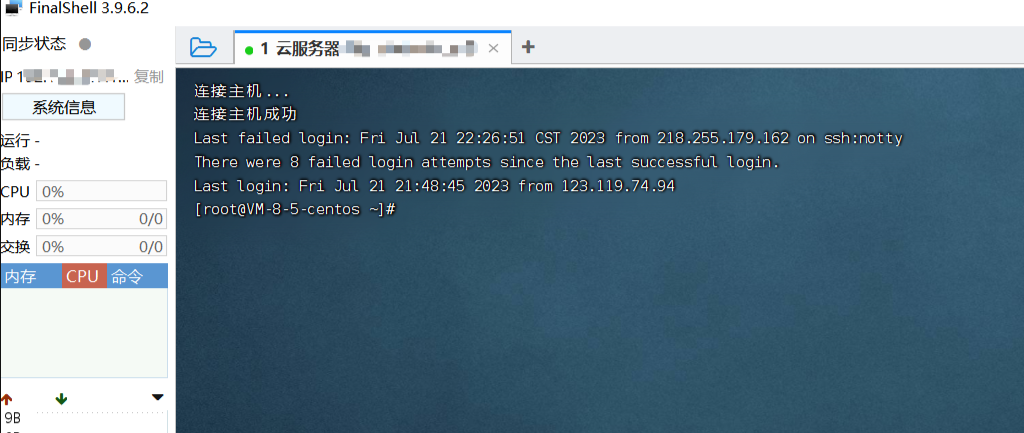 FinalShell 3.9.6.2
同步状态
1 云服务器
IP
复制
系统信息
运行 -
负载 -
CPU 0%
内存 0% 0/0
交换 0% 0/0
内存 CPU 命令
9B
连接主机...
连接主机成功
Last failed login: Fri Jul 21 22:26:51 CST 2023 from 218.255.179.162 on ssh:notty
There were 8 failed login attempts since the last successful login.
Last login: Fri Jul 21 21:48:45 2023 from 123.119.74.94
[root@VM-8-5-centos ~]#